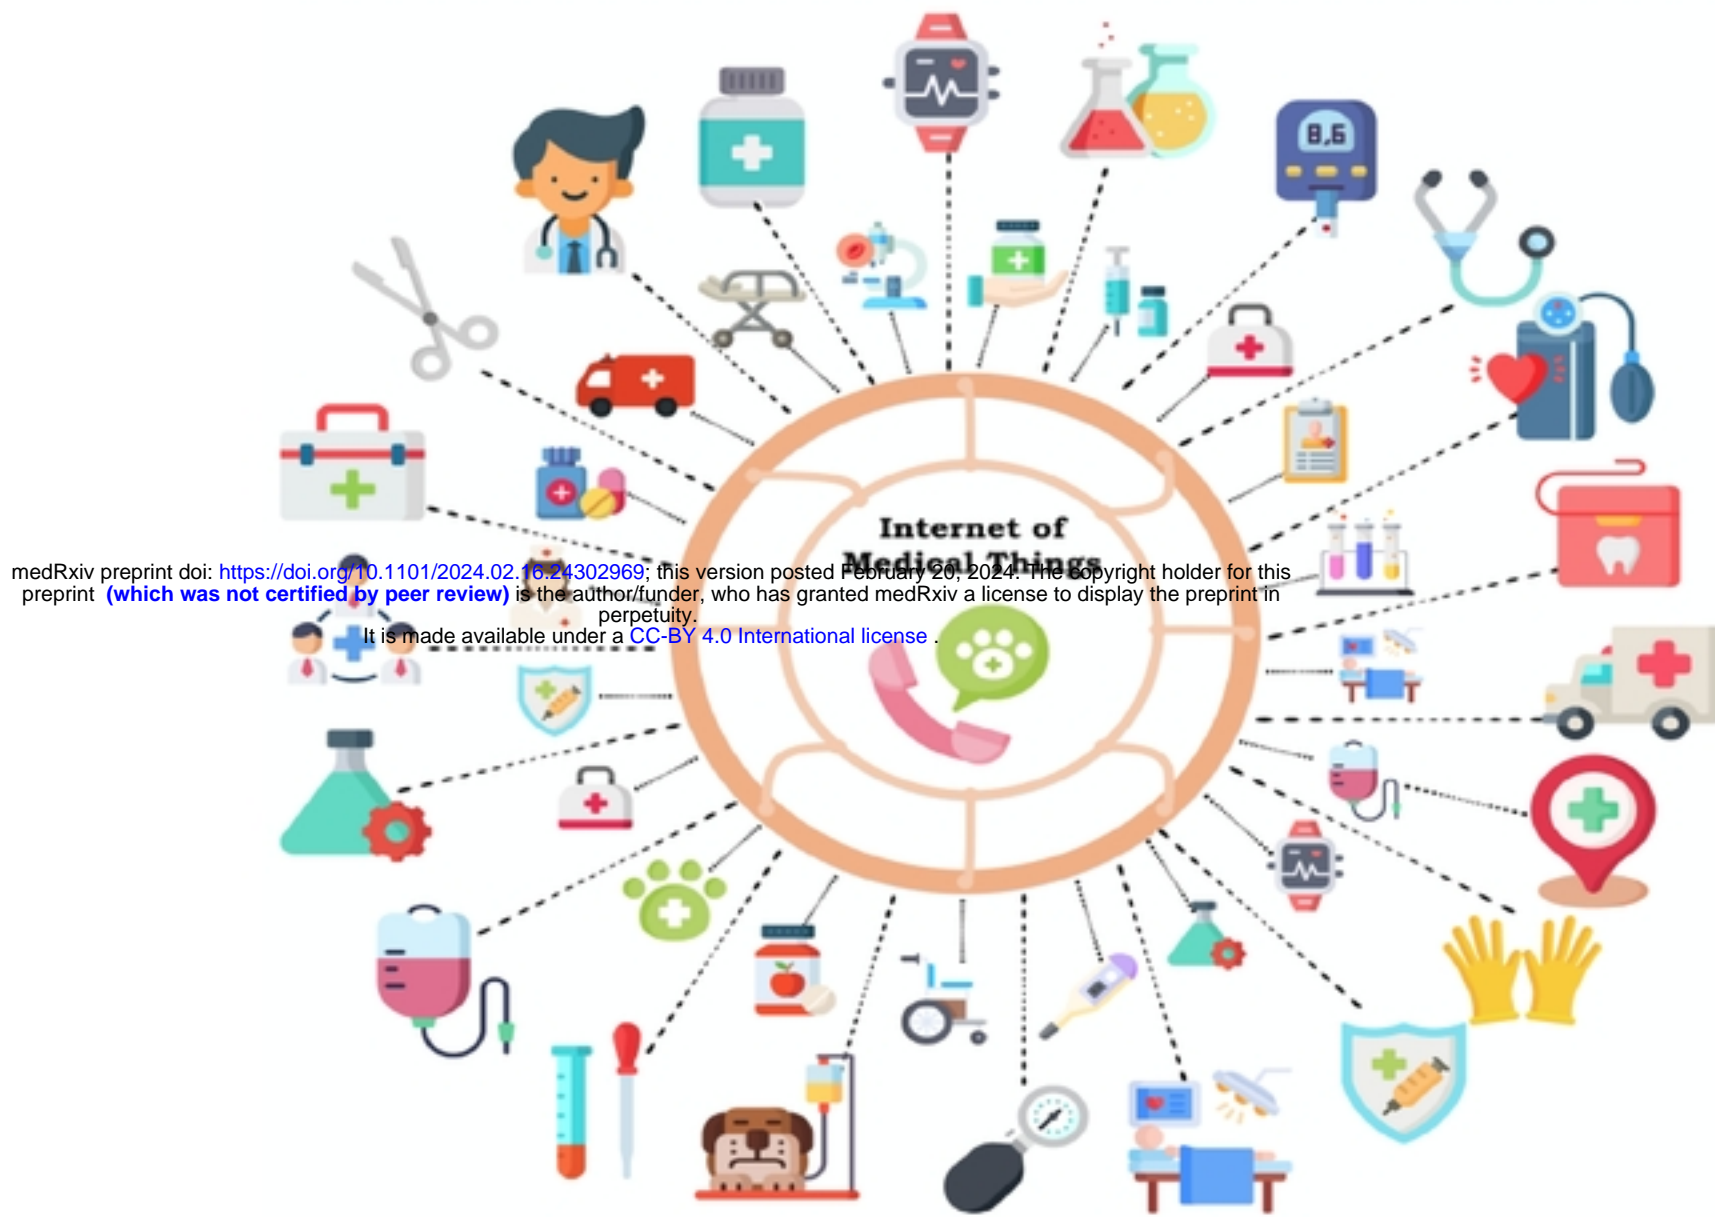 8,6
Internet of
Medical Things
medRxiv preprint doi: https://doi.org/10.1101/2024.02.16.24302969; this version posted February 20, 2024. The copyright holder for this
preprint (which was not certified by peer review) is the author/funder, who has granted medRxiv a license to display the preprint in
perpetuity.
It is made available under a CC-BY 4.0 International license .